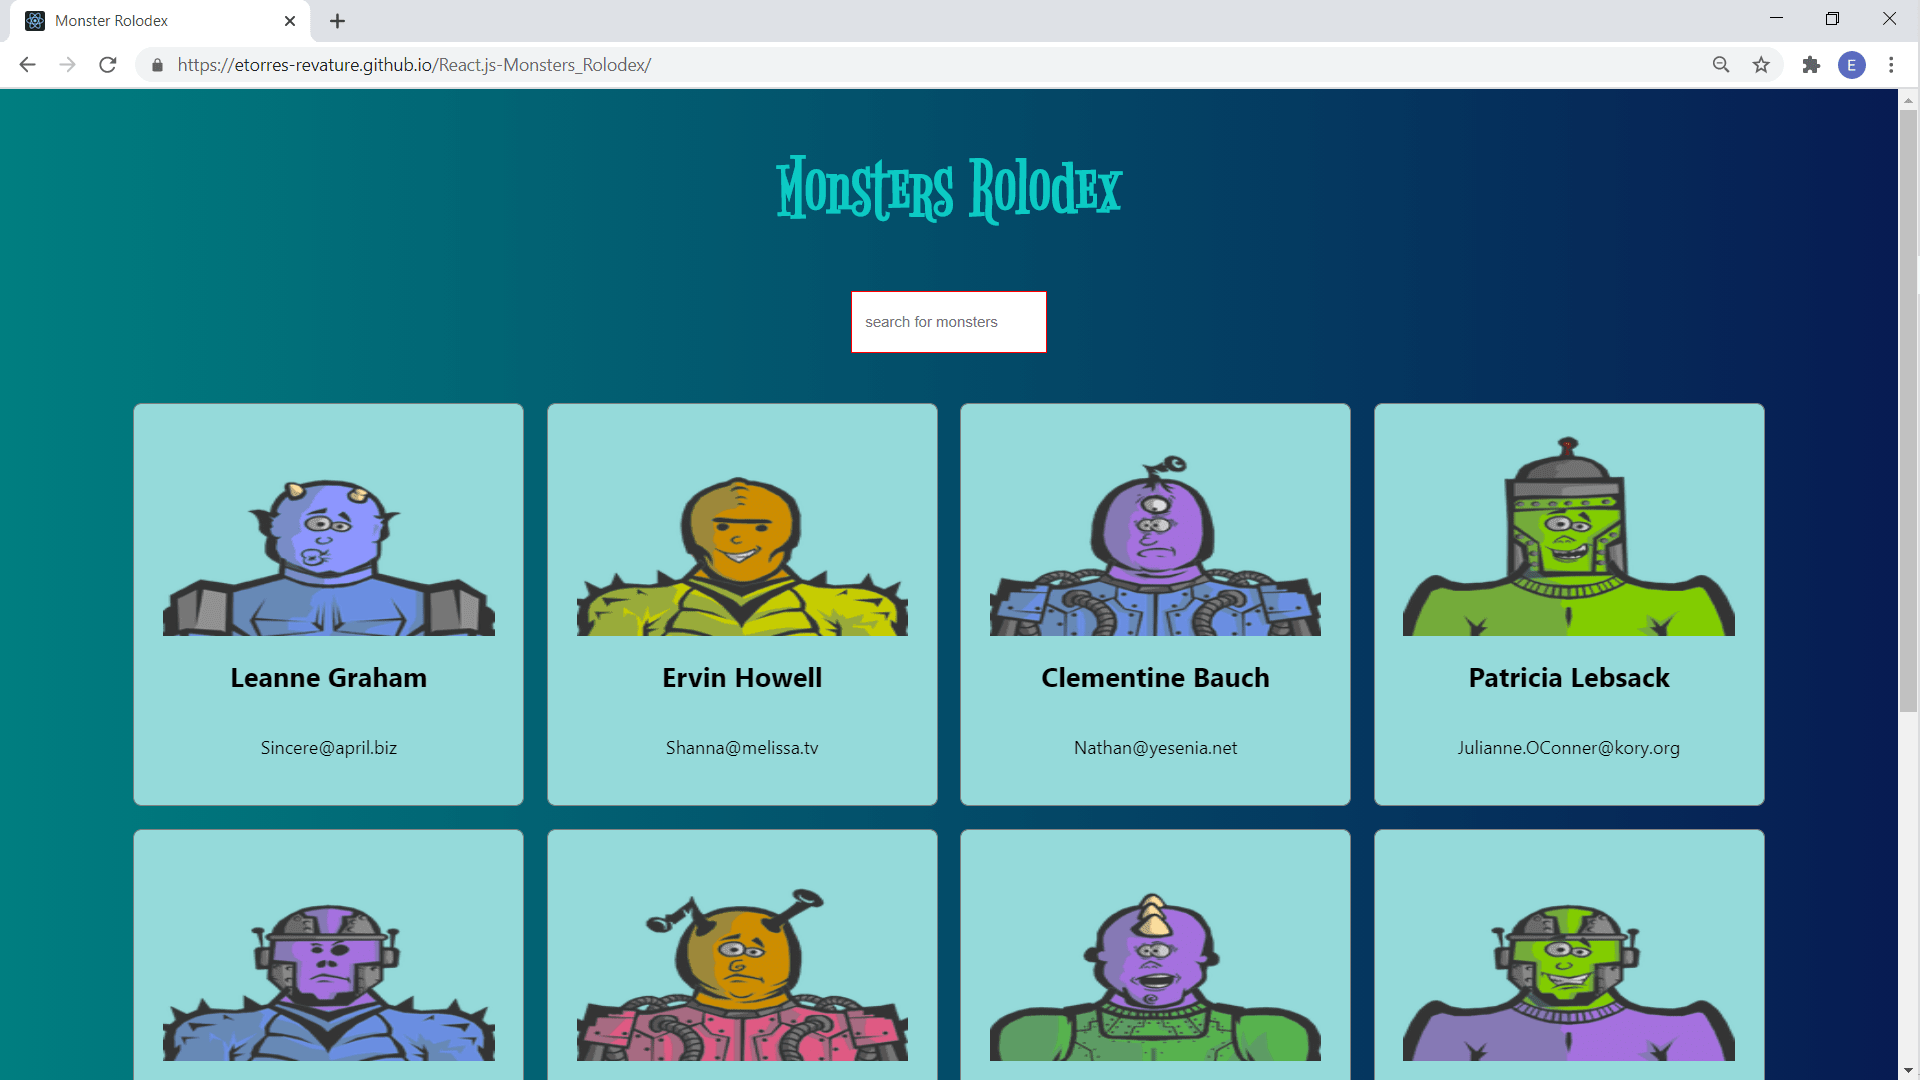 Monster Rolodex
https://etorres-revature.github.io/React.js-Monsters_Rolodex/
E
Monsters Rolodex
search for monsters
Leanne Graham
Ervin Howell
Clementine Bauch
Patricia Lebsack
Sincere@april.biz
Shanna@melissa.tv
Nathan@yesenia.net
Julianne.OConner@kory.org